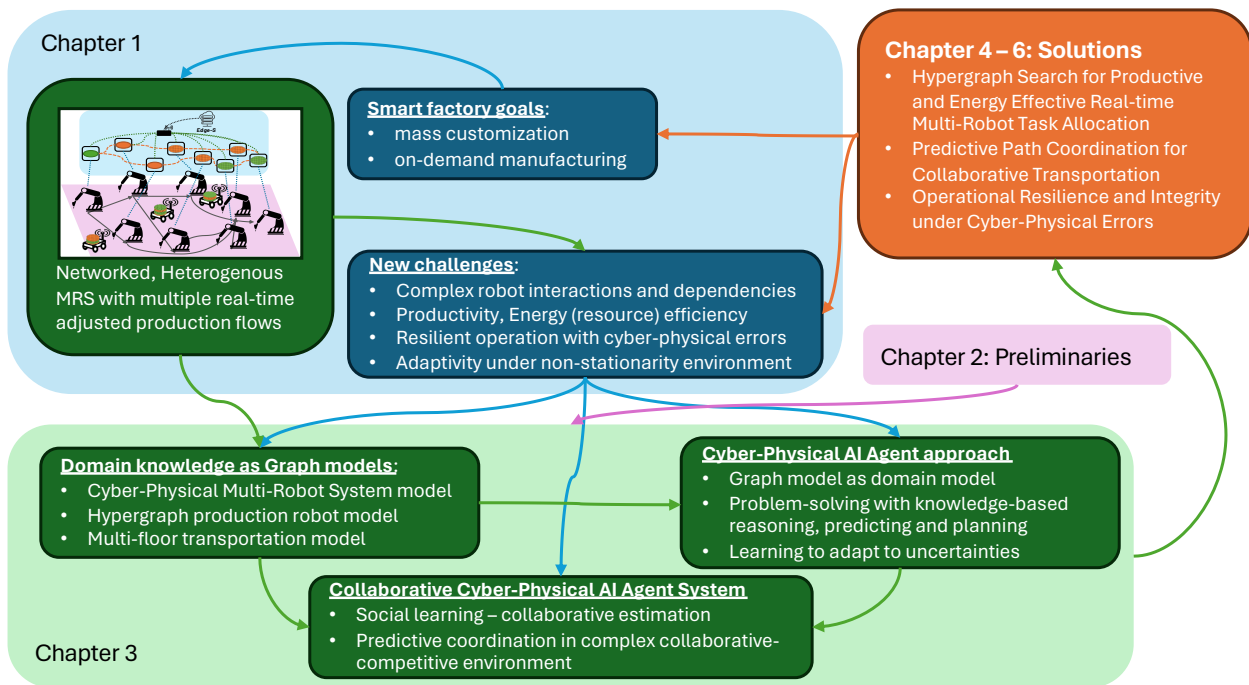 Chapter 1
Smart factory goals:
• mass customization
• on-demand manufacturing
Edge-S
Networked, Heterogenous
MRS with multiple real-time
adjusted production flows
New challenges:
• Complex robot interactions and dependencies
• Productivity, Energy (resource) efficiency
• Resilient operation with cyber-physical errors
• Adaptivity under non-stationarity environment
Chapter 4 – 6: Solutions
• Hypergraph Search for Productive
and Energy Effective Real-time
Multi-Robot Task Allocation
• Predictive Path Coordination for
Collaborative Transportation
• Operational Resilience and Integrity
under Cyber-Physical Errors
Chapter 2: Preliminaries
Domain knowledge as Graph models:
• Cyber-Physical Multi-Robot System model
• Hypergraph production robot model
• Multi-floor transportation model
Cyber-Physical AI Agent approach
• Graph model as domain model
• Problem-solving with knowledge-based
reasoning, predicting and planning
• Learning to adapt to uncertainties
Collaborative Cyber-Physical AI Agent System
• Social learning – collaborative estimation
• Predictive coordination in complex collaborative-
competitive environment
Chapter 3